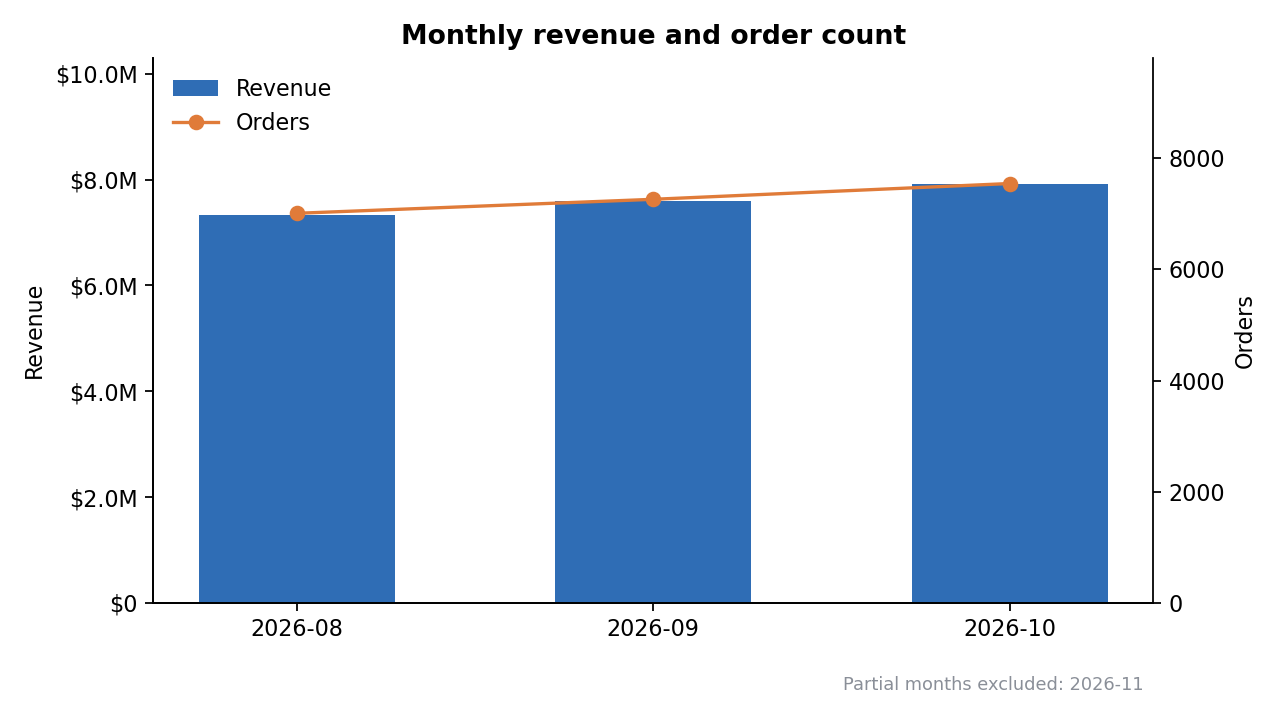 Monthly revenue and order count
Revenue
Orders
$10.0M
$8.0M
$6.0M
$4.0M
$2.0M
$0
Revenue
8000
6000
4000
2000
0
Orders
2026-08
2026-09
2026-10
Partial months excluded: 2026-11